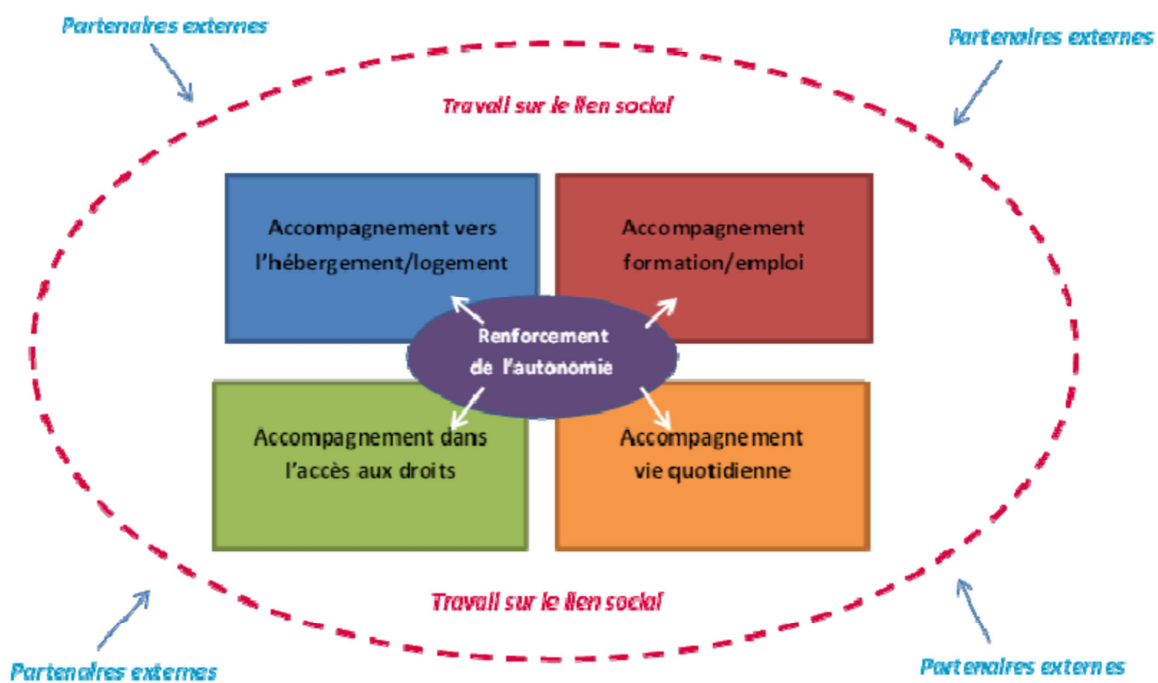 Partenaires externes
Partenaires externes
Travail sur le lien social
Accompagnement vers
l'hébergement/logement
Accompagnement
formation/emploi
Renforcement
de l'autonomie
Accompagnement dans
l'accès aux droits
Accompagnement
vie quotidienne
Travail sur le lien social
Partenaires externes
Partenaires externes